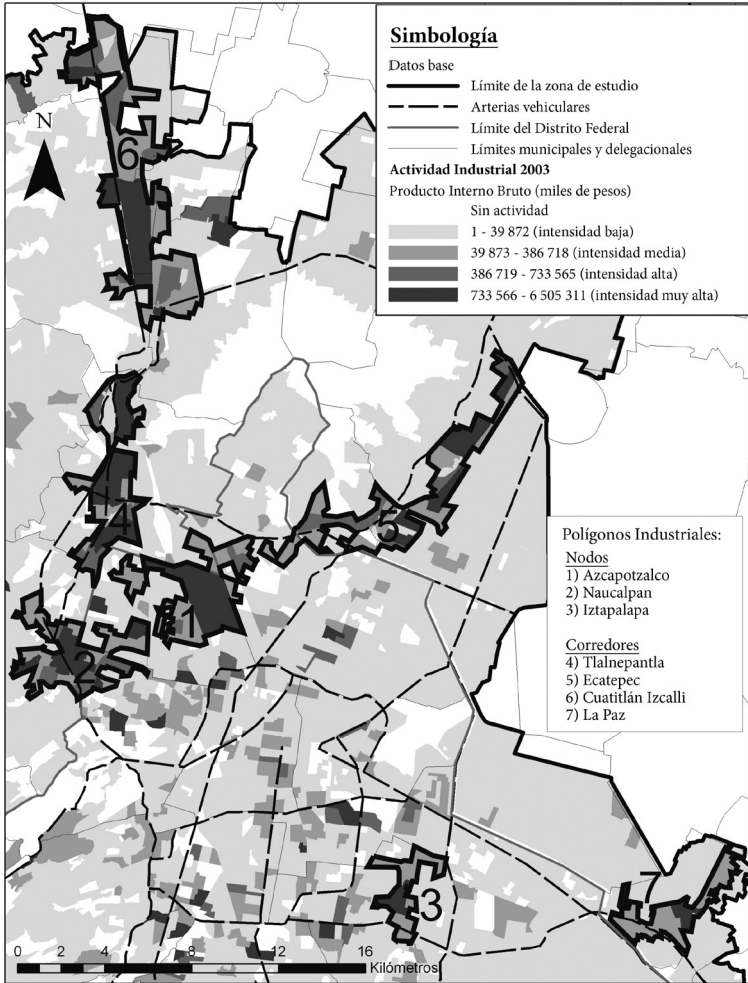 Simbología
Datos base
Límite de la zona de estudio
Arterias vehiculares
Límite del Distrito Federal
Límites municipales y delegacionales
Actividad Industrial 2003
Producto Interno Bruto (miles de pesos)
Sin actividad
1 - 39 872 (intensidad baja)
39 873 - 386 718 (intensidad media)
386 719 - 733 565 (intensidad alta)
733 566 - 6 505 311 (intensidad muy alta)
N
6
4
5
1
2
Polígonos Industriales:
Nodos
1) Azcapotzalco
2) Naucalpan
3) Iztapalapa
Corredores
4) Tlalnepantla
5) Ecatepec
6) Cuatitlán Izcalli
7) La Paz
7
3
0 2 4 8 12 16
Kilómetros